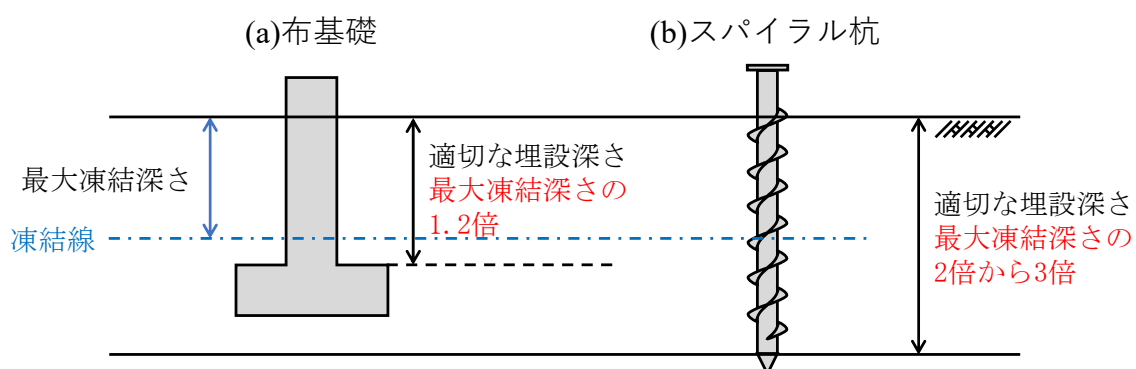 (a)布基礎
(b)スパイラル杭
最大凍結深さ
凍結線
適切な埋設深さ
最大凍結深さの
1.2倍
適切な埋設深さ
最大凍結深さの
2倍から3倍